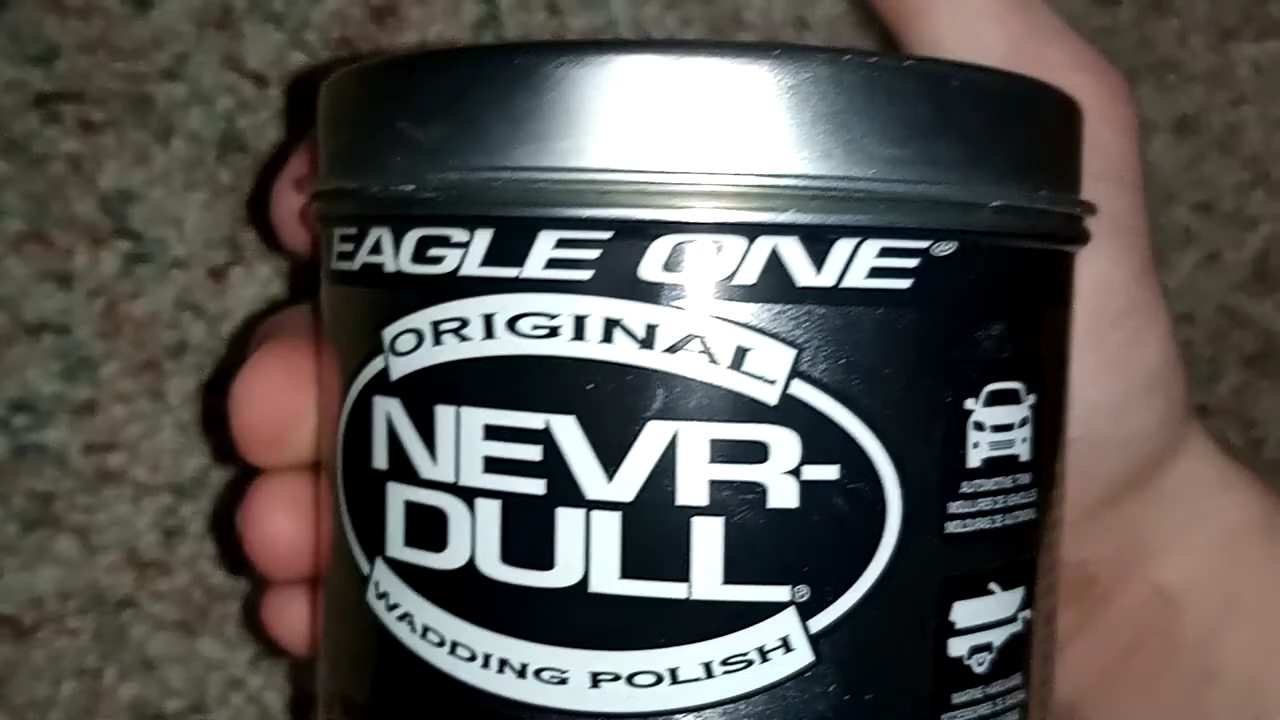 EAGLE ONE®
ORIGINAL
NEVR-
DULL®
WADDING POLISH